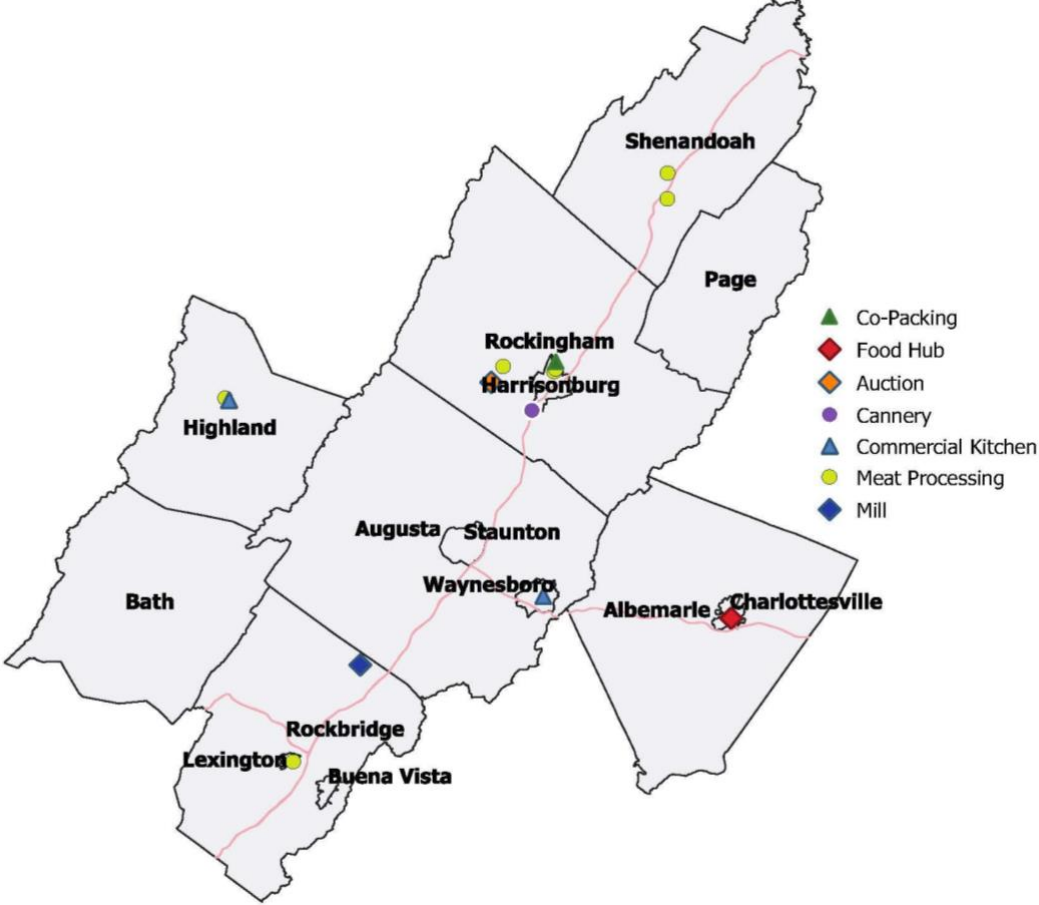 Shenandoah
Page
Rockingham
Harrisonburg
Highland
Augusta
Staunton
Waynesboro
Bath
Albemarle
Charlottesville
Rockbridge
Lexington
Buena Vista
Co-Packing
Food Hub
Auction
Cannery
Commercial Kitchen
Meat Processing
Mill